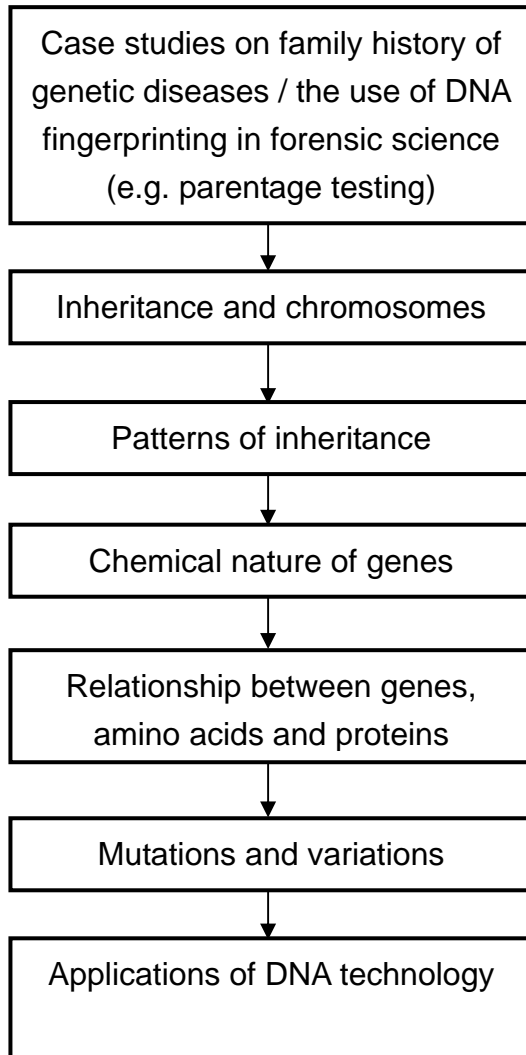 Case studies on family history of
genetic diseases / the use of DNA
fingerprinting in forensic science
(e.g. parentage testing)
Inheritance and chromosomes
Patterns of inheritance
Chemical nature of genes
Relationship between genes,
amino acids and proteins
Mutations and variations
Applications of DNA technology